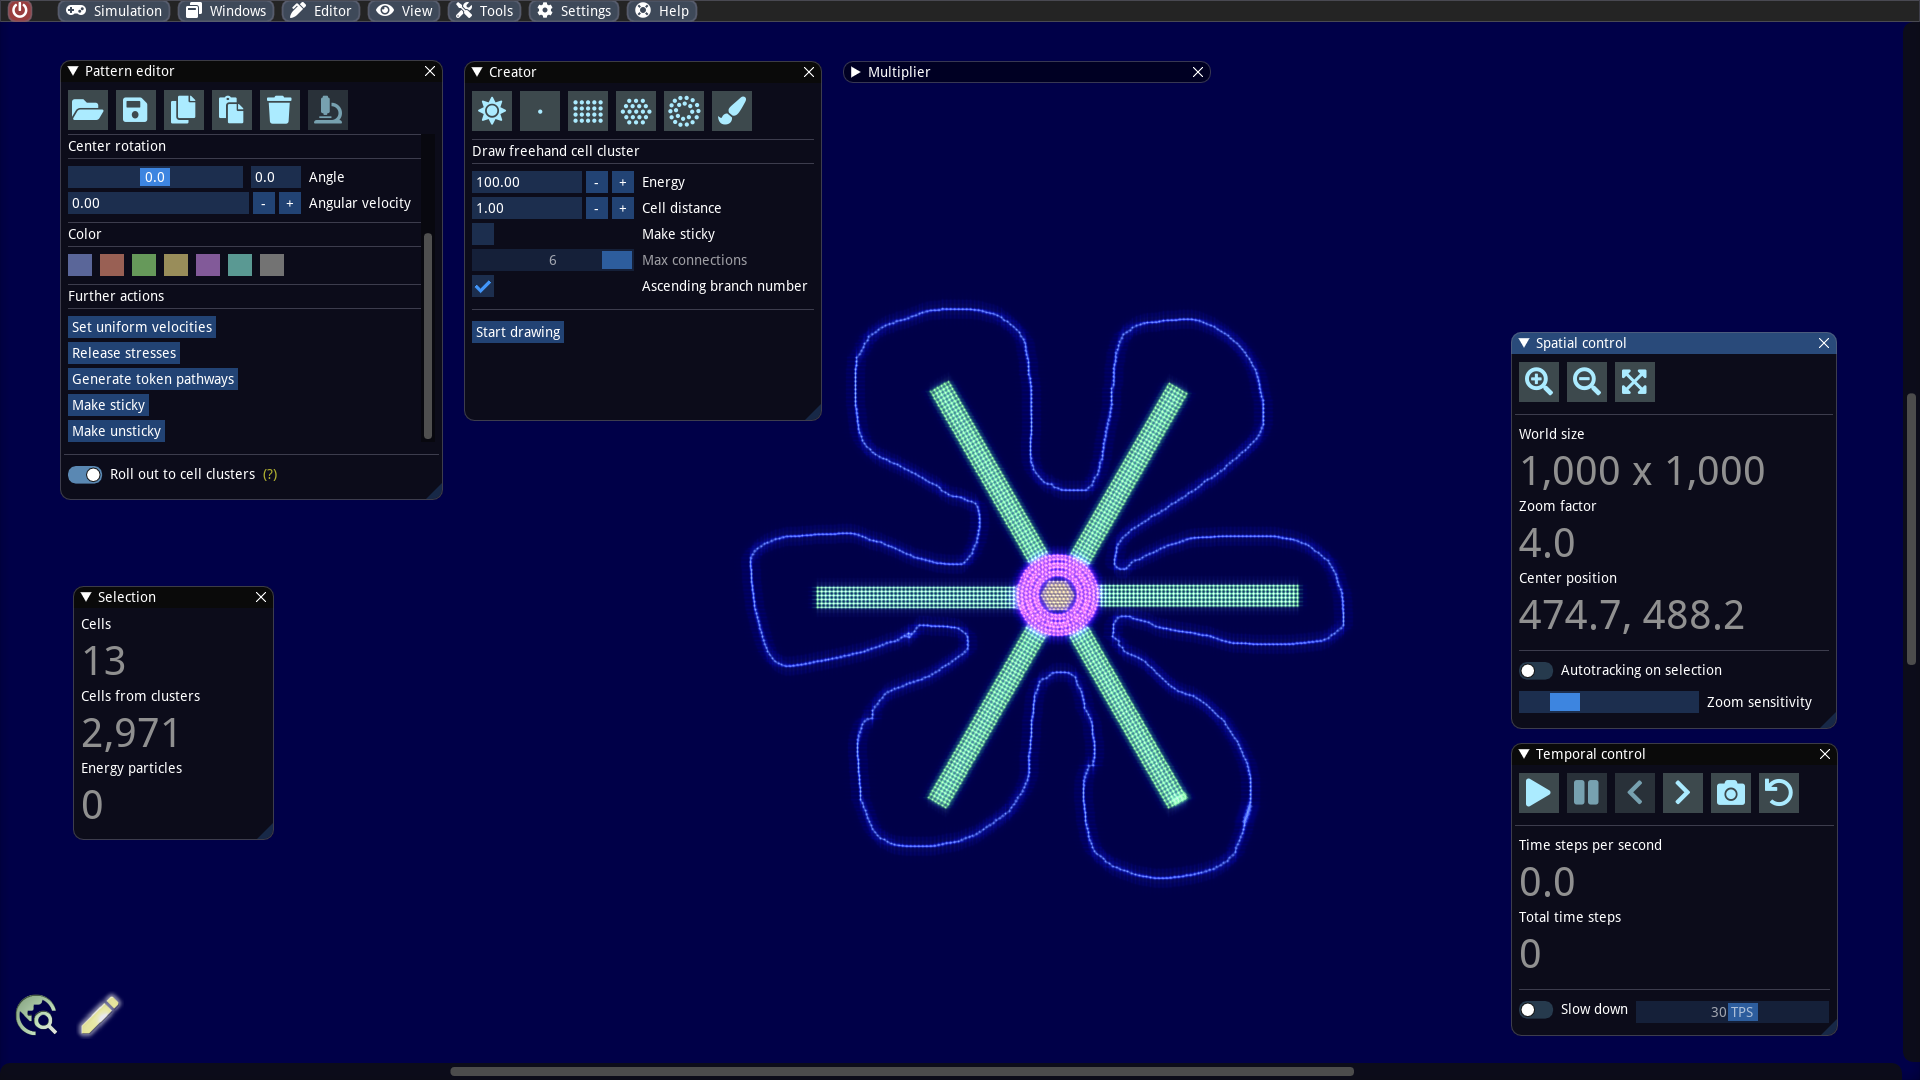 Simulation Windows Editor View Tools Settings Help
Pattern editor
Center rotation
0.0 0.0 Angle
0.00 - + Angular velocity
Color
Further actions
Set uniform velocities
Release stresses
Generate token pathways
Make sticky
Make unsticky
Roll out to cell clusters (?)
Creator
Draw freehand cell cluster
100.00 - + Energy
1.00 - + Cell distance
Make sticky
6 Max connections
Ascending branch number
Start drawing
Multiplier
Selection
Cells
13
Cells from clusters
2,971
Energy particles
0
Spatial control
World size
1,000 x 1,000
Zoom factor
4.0
Center position
474.7, 488.2
Autotracking on selection
Zoom sensitivity
Temporal control
Time steps per second
0.0
Total time steps
0
Slow down 30 TPS